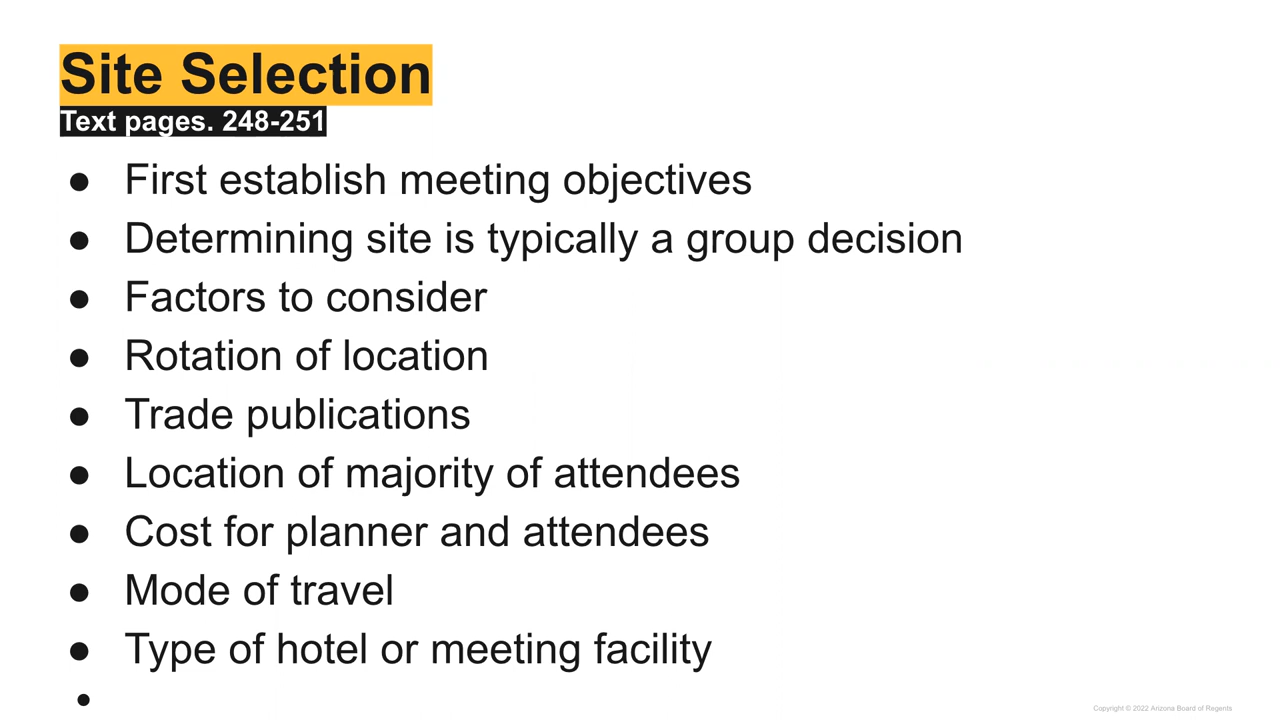 Site Selection
Text pages. 248-251
● First establish meeting objectives
● Determining site is typically a group decision
● Factors to consider
● Rotation of location
● Trade publications
● Location of majority of attendees
● Cost for planner and attendees
● Mode of travel
● Type of hotel or meeting facility
●
Copyright © 2022 Arizona Board of Regents